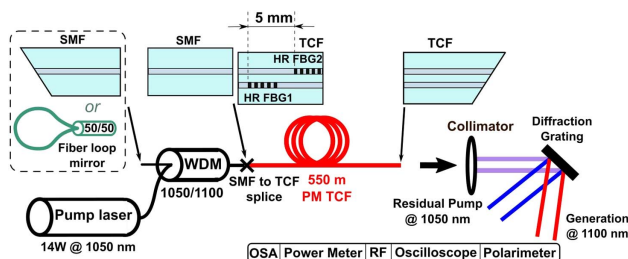 5 mm
SMF
SMF
TCF
TCF
HR FBG2
HR FBG1
or
50/50
Fiber loop
mirror
WDM
1050/1100
SMF to TCF
splice
550 m
PM TCF
Collimator
Diffraction
Grating
Pump laser
14W @ 1050 nm
Residual Pump
@ 1050 nm
Generation
@ 1100 nm
OSA Power Meter RF Oscilloscope Polarimeter